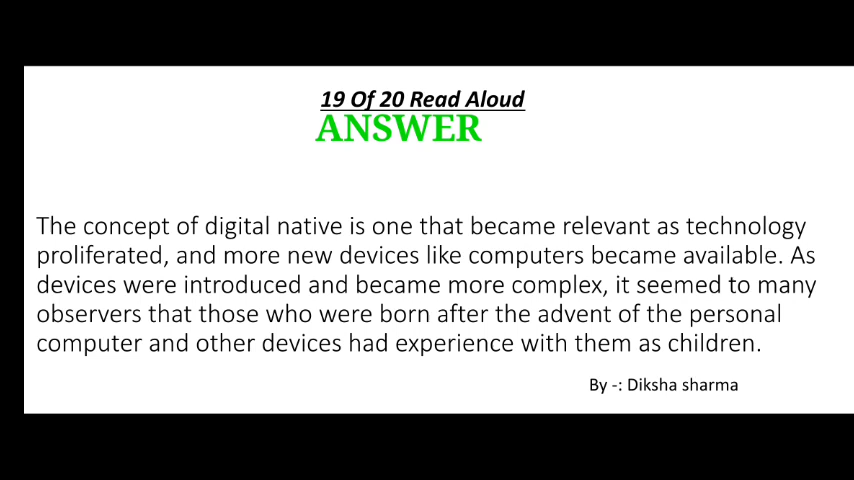 19 Of 20 Read Aloud
ANSWER
The concept of digital native is one that became relevant as technology
proliferated, and more new devices like computers became available. As
devices were introduced and became more complex, it seemed to many
observers that those who were born after the advent of the personal
computer and other devices had experience with them as children.
By -: Diksha sharma